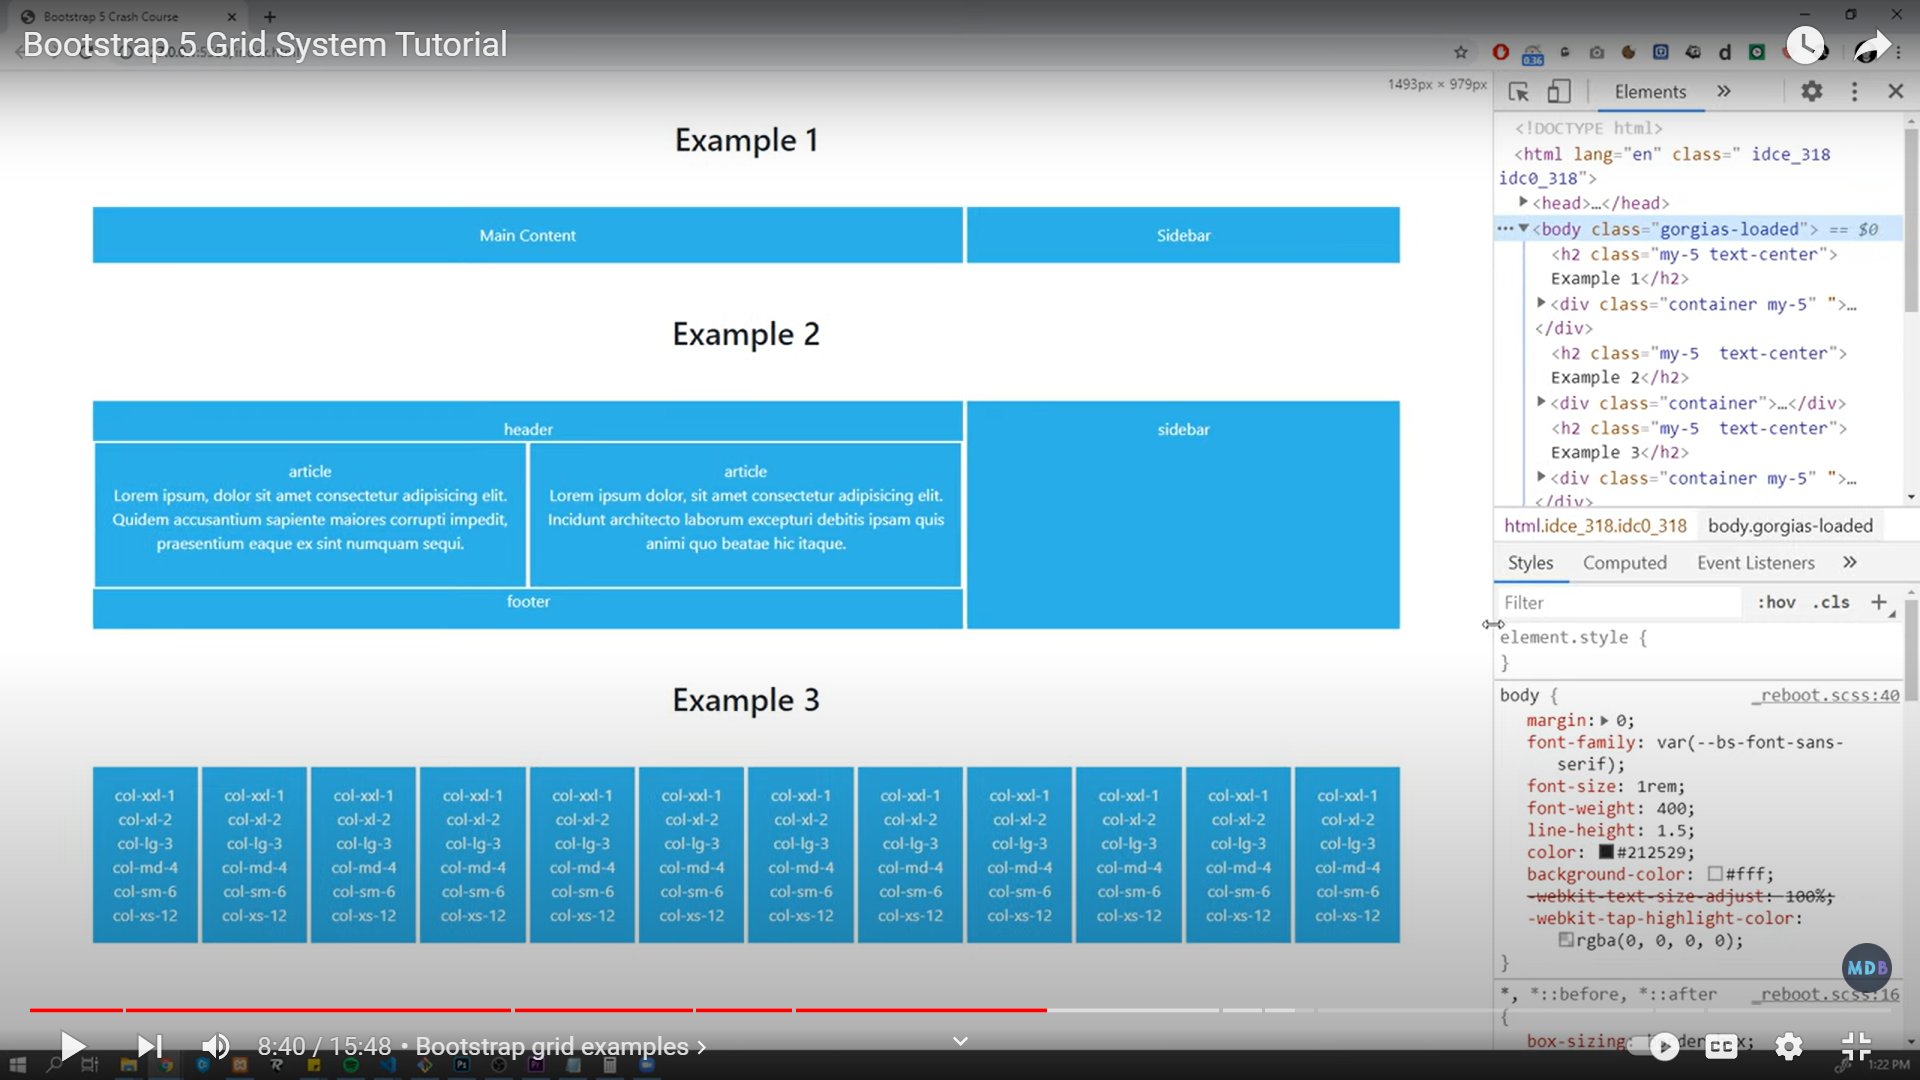 Bootstrap 5 Crash Course
Bootstrap 5 Grid System Tutorial
0.36
1493px × 979px
Elements
Example 1
Main Content
Sidebar
Example 2
header
sidebar
article
Lorem ipsum, dolor sit amet consectetur adipisicing elit.
Quidem accusantium sapiente maiores corrupti impedit,
praesentium eaque ex sint numquam sequi.
article
Lorem ipsum dolor, sit amet consectetur adipisicing elit.
Incidunt architecto laborum excepturi debitis ipsam quis
animi quo beatae hic itaque.
footer
Example 3
col-xxl-1 col-xxl-1 col-xxl-1 col-xxl-1 col-xxl-1 col-xxl-1 col-xxl-1 col-xxl-1 col-xxl-1 col-xxl-1 col-xxl-1 col-xxl-1
col-xl-2 col-xl-2 col-xl-2 col-xl-2 col-xl-2 col-xl-2 col-xl-2 col-xl-2 col-xl-2 col-xl-2 col-xl-2 col-xl-2
col-lg-3 col-lg-3 col-lg-3 col-lg-3 col-lg-3 col-lg-3 col-lg-3 col-lg-3 col-lg-3 col-lg-3 col-lg-3 col-lg-3
col-md-4 col-md-4 col-md-4 col-md-4 col-md-4 col-md-4 col-md-4 col-md-4 col-md-4 col-md-4 col-md-4 col-md-4
col-sm-6 col-sm-6 col-sm-6 col-sm-6 col-sm-6 col-sm-6 col-sm-6 col-sm-6 col-sm-6 col-sm-6 col-sm-6 col-sm-6
col-xs-12 col-xs-12 col-xs-12 col-xs-12 col-xs-12 col-xs-12 col-xs-12 col-xs-12 col-xs-12 col-xs-12 col-xs-12 col-xs-12
<!DOCTYPE html>
<html lang="en" class=" idce_318
idc0_318">
<head>…</head>
<body class="gorgias-loaded"> == $0
<h2 class="my-5 text-center">
Example 1</h2>
<div class="container my-5" ">…
</div>
<h2 class="my-5  text-center">
Example 2</h2>
<div class="container">…</div>
<h2 class="my-5  text-center">
Example 3</h2>
<div class="container my-5" ">…
</div>
html.idce_318.idc0_318 body.gorgias-loaded
Styles Computed Event Listeners
Filter :hov .cls +
element.style {
}
body { _reboot.scss:40
margin: 0;
font-family: var(--bs-font-sans-
serif);
font-size: 1rem;
font-weight: 400;
line-height: 1.5;
color: #212529;
background-color: #fff;
-webkit-text-size-adjust: 100%;
-webkit-tap-highlight-color:
rgba(0, 0, 0, 0);
}
MDB
*, *::before, *::after _reboot.scss:16
{
8:40 / 15:48 • Bootstrap grid examples
CC
1:22 PM